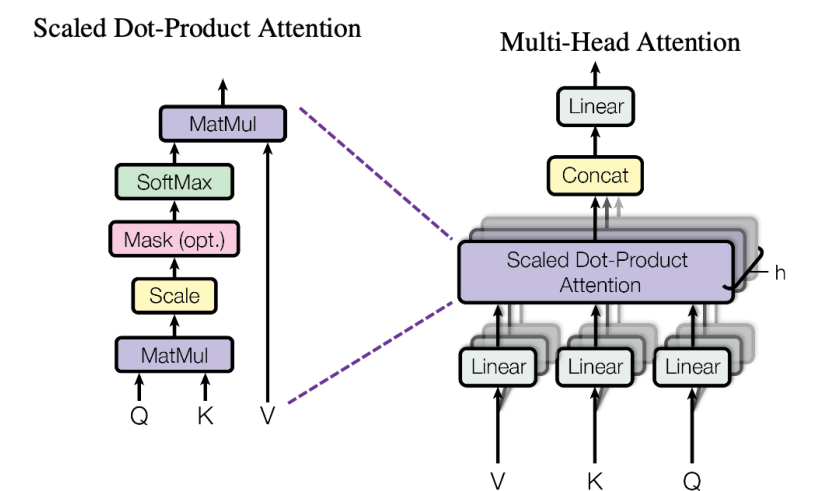 Scaled Dot-Product Attention
MatMul
SoftMax
Mask (opt.)
Scale
MatMul
Q K V
Multi-Head Attention
Linear
Concat
Scaled Dot-Product
Attention
h
Linear Linear Linear
V K Q